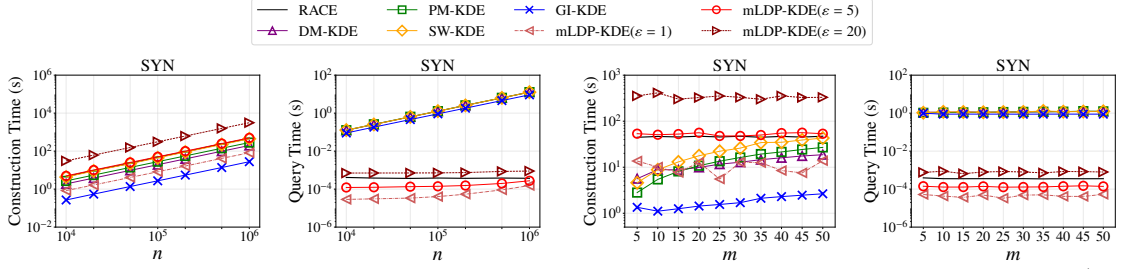 RACE PM-KDE GI-KDE mLDP-KDE(ε = 5)
DM-KDE SW-KDE mLDP-KDE(ε = 1) mLDP-KDE(ε = 20)
SYN
Construction Time (s)
10^6
10^4
10^2
10^0
10^−2
10^4 10^5 10^6
n
SYN
Query Time (s)
10^2
10^0
10^−2
10^−4
10^−6
10^4 10^5 10^6
n
SYN
Construction Time (s)
10^3
10^2
10^1
10^0
5 10 15 20 25 30 35 40 45 50
m
SYN
Query Time (s)
10^2
10^0
10^−2
10^−4
10^−6
5 10 15 20 25 30 35 40 45 50
m